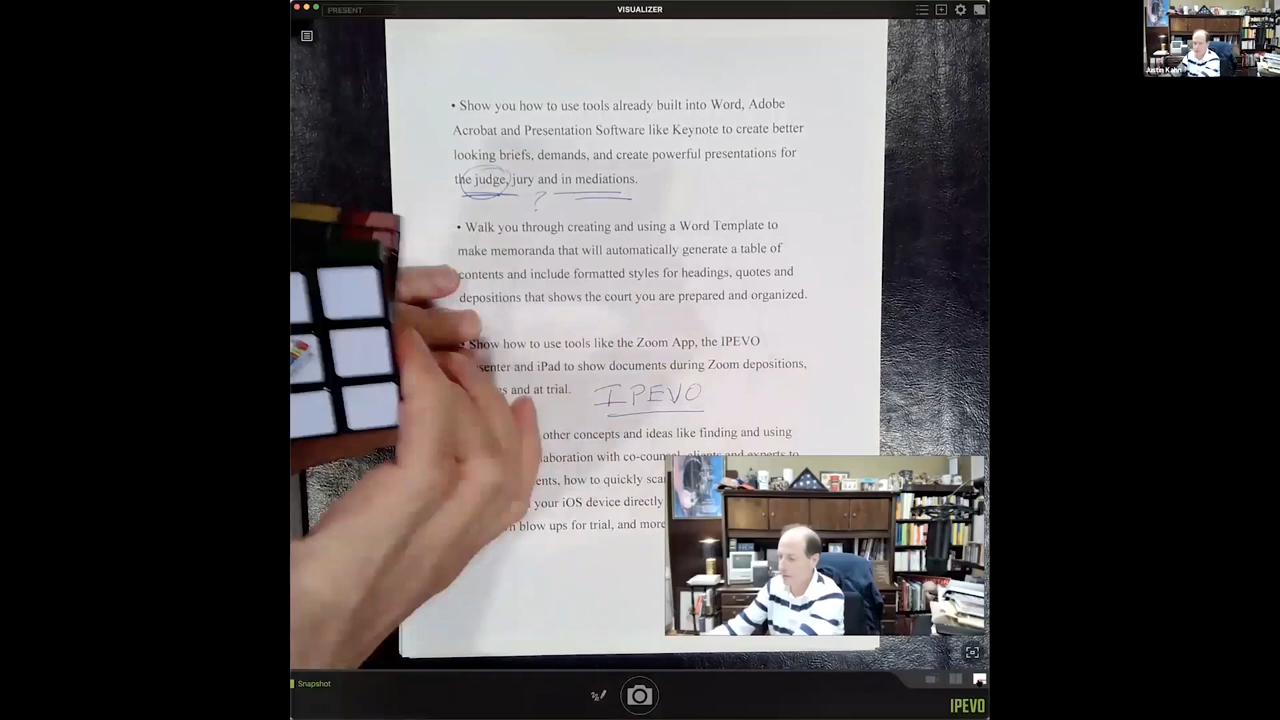 PRESENT
VISUALIZER
Justin Kahn
• Show you how to use tools already built into Word, Adobe
Acrobat and Presentation Software like Keynote to create better
looking briefs, demands, and create powerful presentations for
the judge, jury and in mediations.
?
• Walk you through creating and using a Word Template to
make memoranda that will automatically generate a table of
contents and include formatted styles for headings, quotes and
depositions that shows the court you are prepared and organized.
• Show how to use tools like the Zoom App, the IPEVO
and iPad to show documents during Zoom depositions,
and at trial.
IPEVO
other concepts and ideas like finding and using
with co-counsel, clients and experts to
how to quickly
your iOS device directly
blow ups for trial, and more
Snapshot
IPEVO